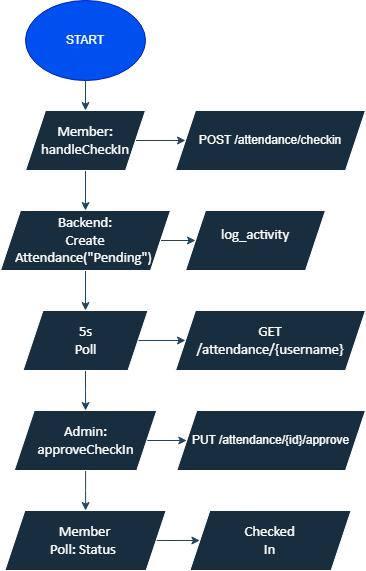 START
Member:
handleCheckIn
POST /attendance/checkin
Backend:
Create
Attendance("Pending")
log_activity
5s
Poll
GET
/attendance/{username}
Admin:
approveCheckIn
PUT /attendance/{id}/approve
Member
Poll: Status
Checked
In